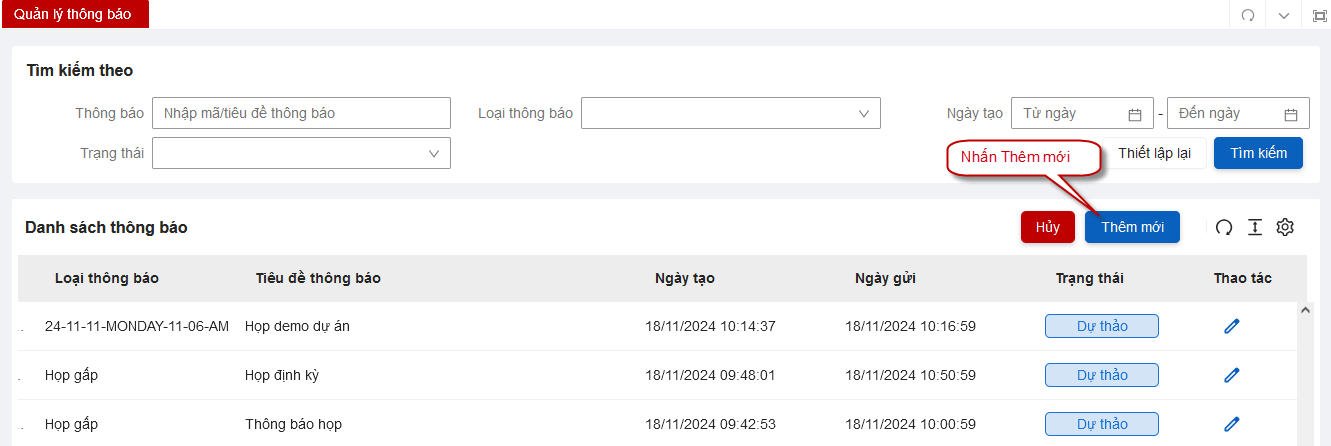 Quản lý thông báo
Tìm kiếm theo
Thông báo Nhập mã/tiêu đề thông báo Loại thông báo Ngày tạo Từ ngày - Đến ngày
Trạng thái Nhấn Thêm mới Thiết lập lại Tìm kiếm
Danh sách thông báo Hủy Thêm mới
Loại thông báo Tiêu đề thông báo Ngày tạo Ngày gửi Trạng thái Thao tác
24-11-11-MONDAY-11-06-AM Họp demo dự án 18/11/2024 10:14:37 18/11/2024 10:16:59 Dự thảo
Họp gấp Họp định kỳ 18/11/2024 09:48:01 18/11/2024 10:50:59 Dự thảo
Họp gấp Thông báo họp 18/11/2024 09:42:53 18/11/2024 10:00:59 Dự thảo